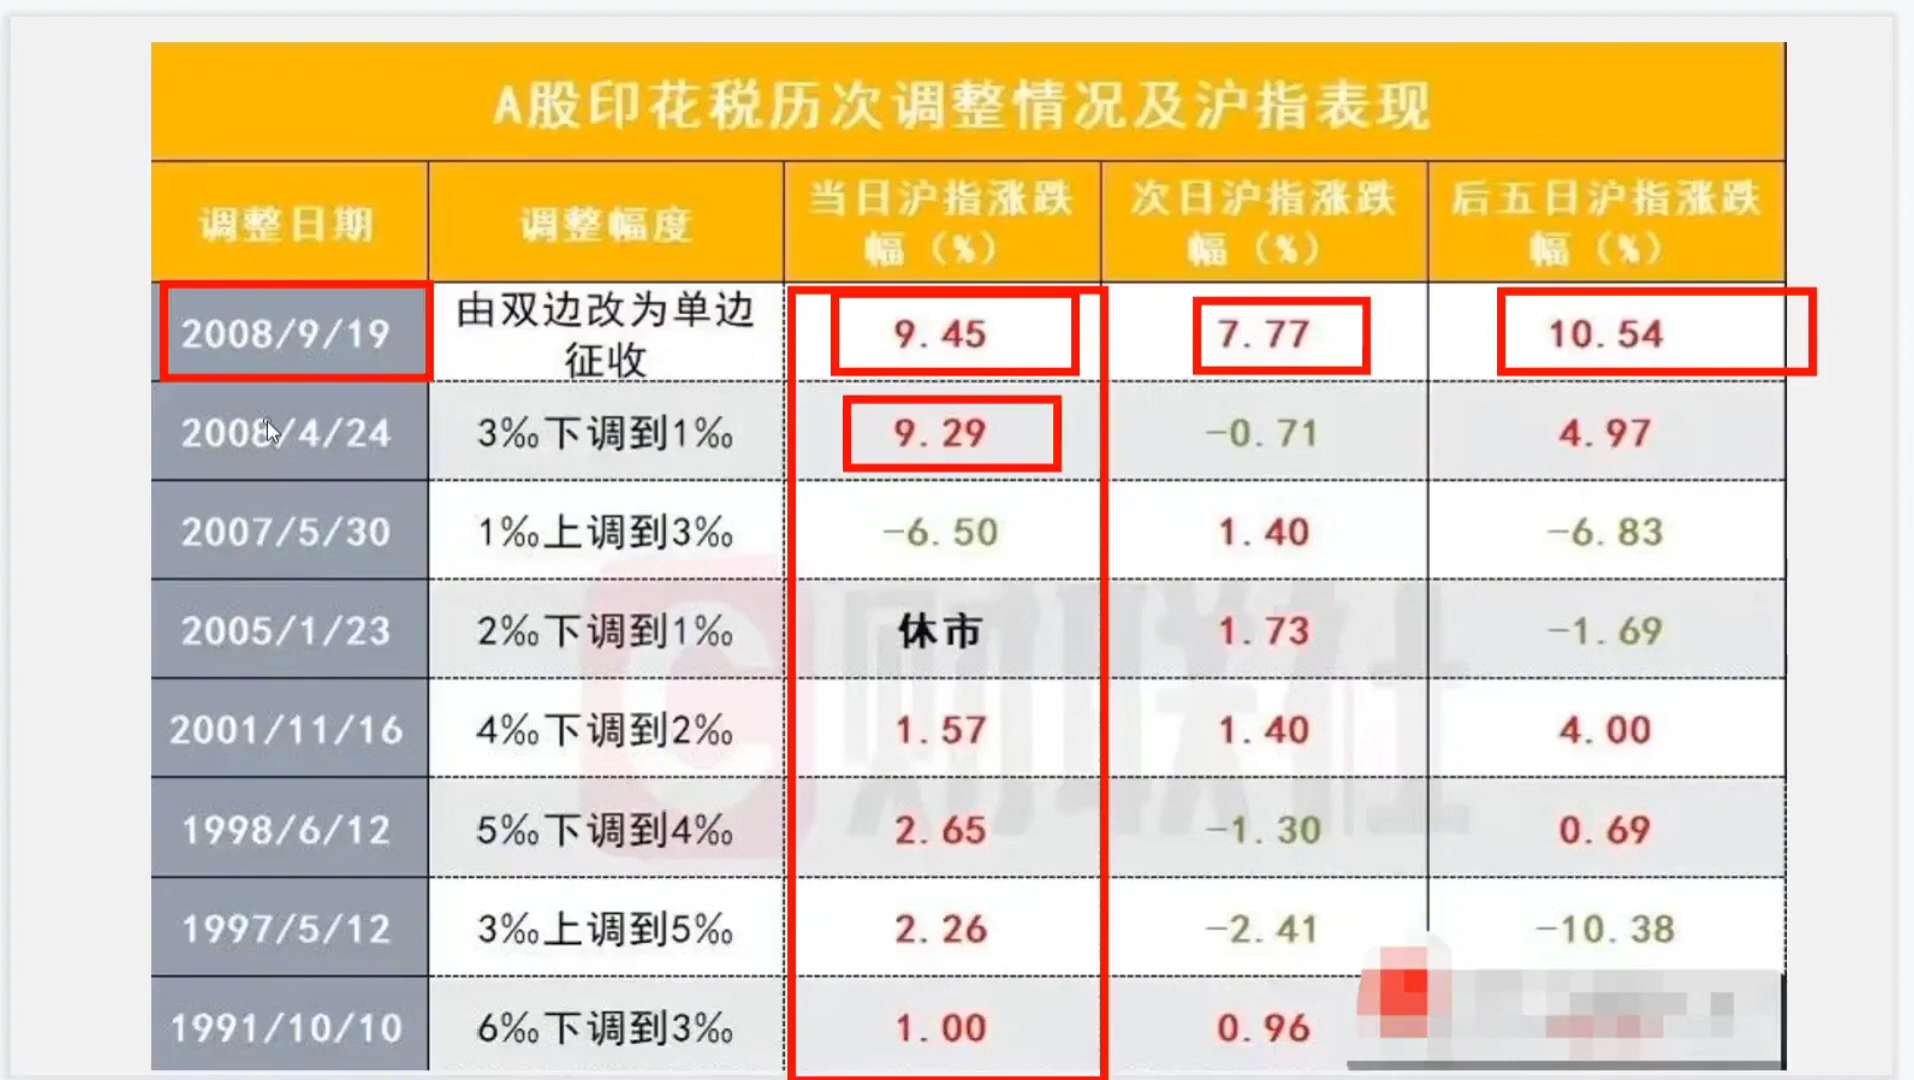 A股印花税历次调整情况及沪指表现
调整日期 调整幅度 当日沪指涨跌幅（%） 次日沪指涨跌幅（%） 后五日沪指涨跌幅（%）
2008/9/19 由双边改为单边征收 9.45 7.77 10.54
2008/4/24 3‰下调到1‰ 9.29 -0.71 4.97
2007/5/30 1‰上调到3‰ -6.50 1.40 -6.83
2005/1/23 2‰下调到1‰ 休市 1.73 -1.69
2001/11/16 4‰下调到2‰ 1.57 1.40 4.00
1998/6/12 5‰下调到4‰ 2.65 -1.30 0.69
1997/5/12 3‰上调到5‰ 2.26 -2.41 -10.38
1991/10/10 6‰下调到3‰ 1.00 0.96
财联社